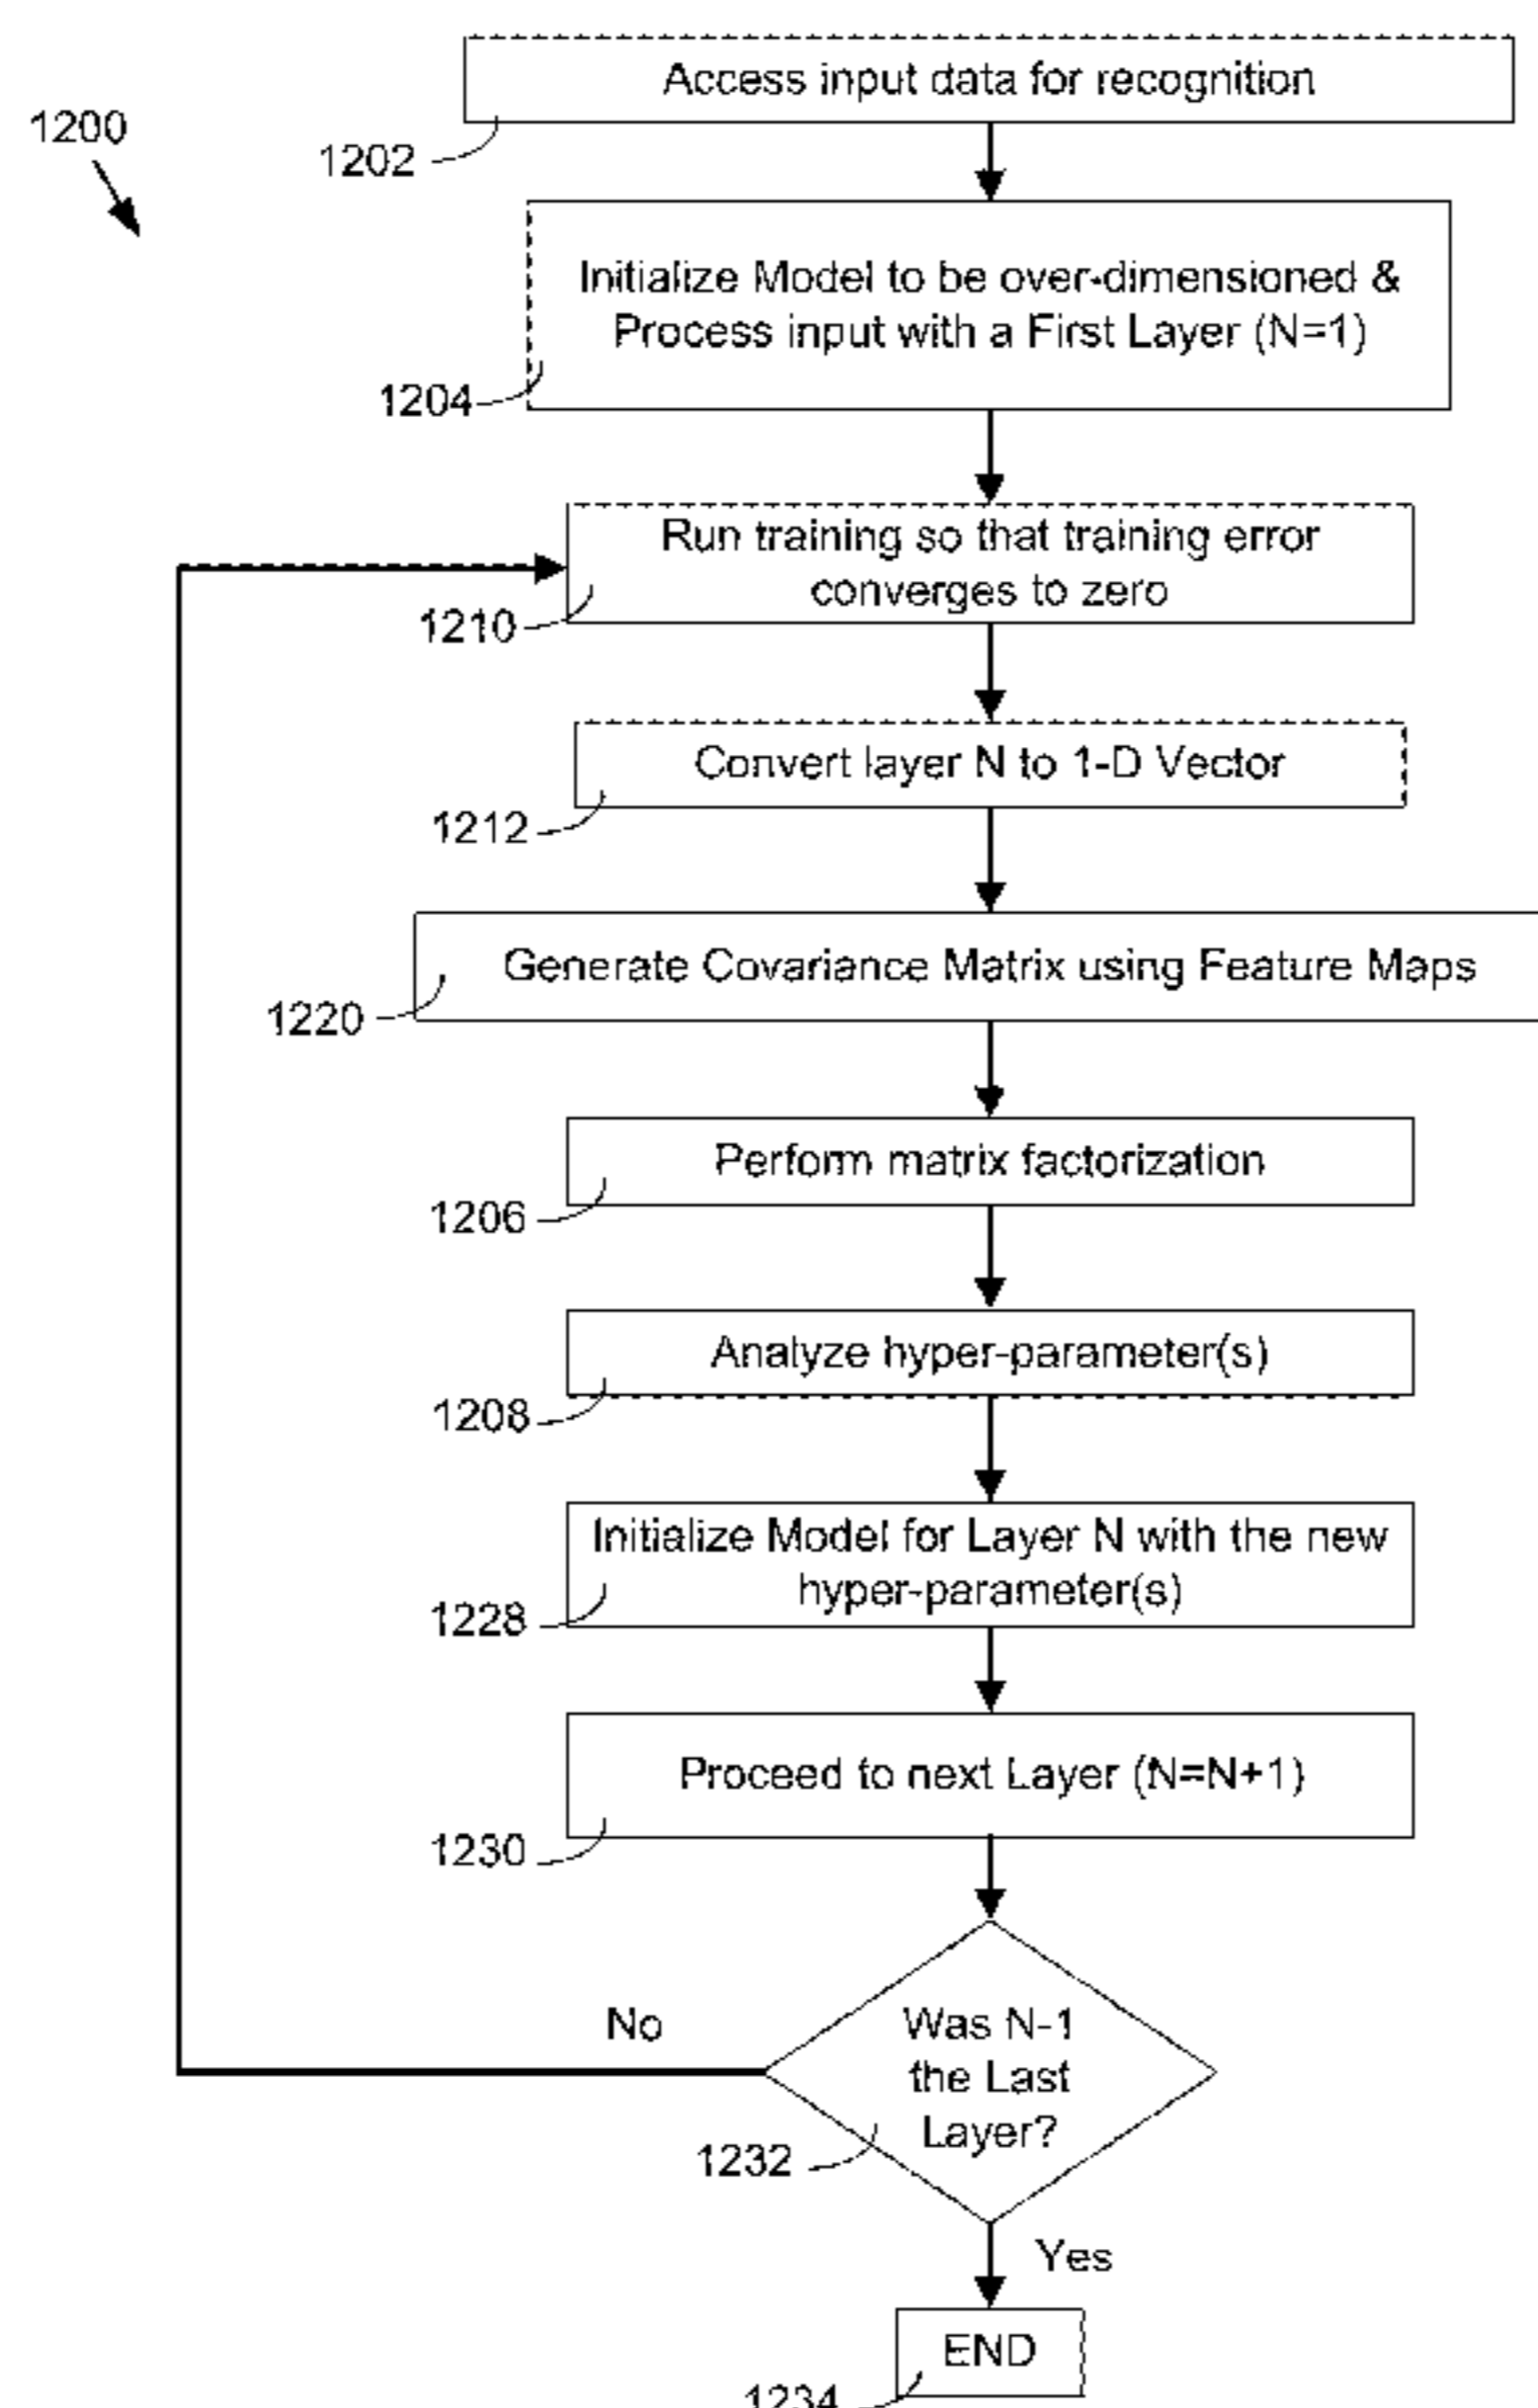 Access input data for recognition
1200
1202
Initialize Model to be over-dimensioned &
Process input with a First Layer (N=1)
1204
Run training so that training error
converges to zero
1210
Convert layer N to 1-D Vector
1212
Generate Covariance Matrix using Feature Maps
1220
Perform matrix factorization
1206
Analyze hyper-parameter(s)
1208
Initialize Model for Layer N with the new
hyper-parameter(s)
1228
Proceed to next Layer (N=N+1)
1230
No
Was N-1
the Last
Layer?
1232
Yes
END
1234